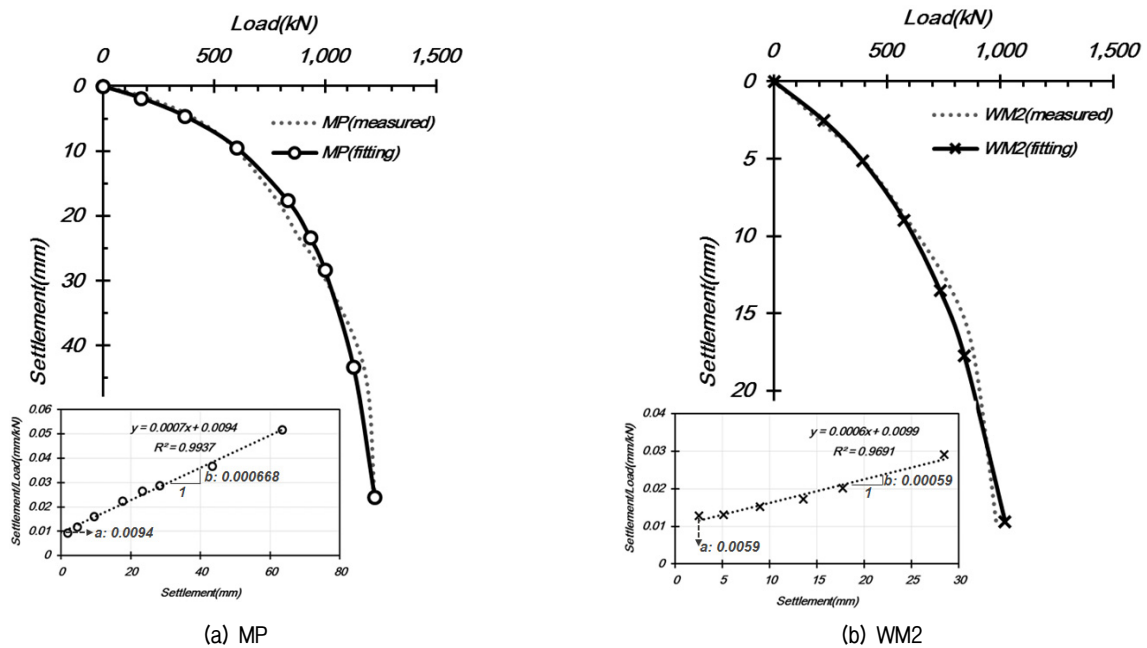 Load(kN)
0 500 1,000 1,500
0
10
20
30
40
Settlement(mm)
MP(measured)
MP(fitting)
0.06
0.05
0.04
0.03
0.02
0.01
0
Settlement/Load(mm/kN)
y = 0.0007x + 0.0094
R² = 0.9937
b: 0.000668
1
a: 0.0094
0 20 40 60 80
Settlement(mm)
(a) MP
Load(kN)
0 500 1,000 1,500
0
5
10
15
20
Settlement(mm)
WM2(measured)
WM2(fitting)
0.04
0.03
0.02
0.01
0
Settlement/Load(mm/kN)
y = 0.0006x + 0.0099
R² = 0.9691
b: 0.00059
1
a: 0.0059
0 5 10 15 20 25 30
Settlement(mm)
(b) WM2